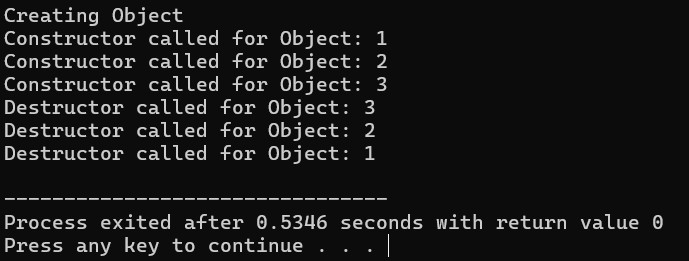 Creating Object
Constructor called for Object: 1
Constructor called for Object: 2
Constructor called for Object: 3
Destructor called for Object: 3
Destructor called for Object: 2
Destructor called for Object: 1
--------------------------------
Process exited after 0.5346 seconds with return value 0
Press any key to continue . . .